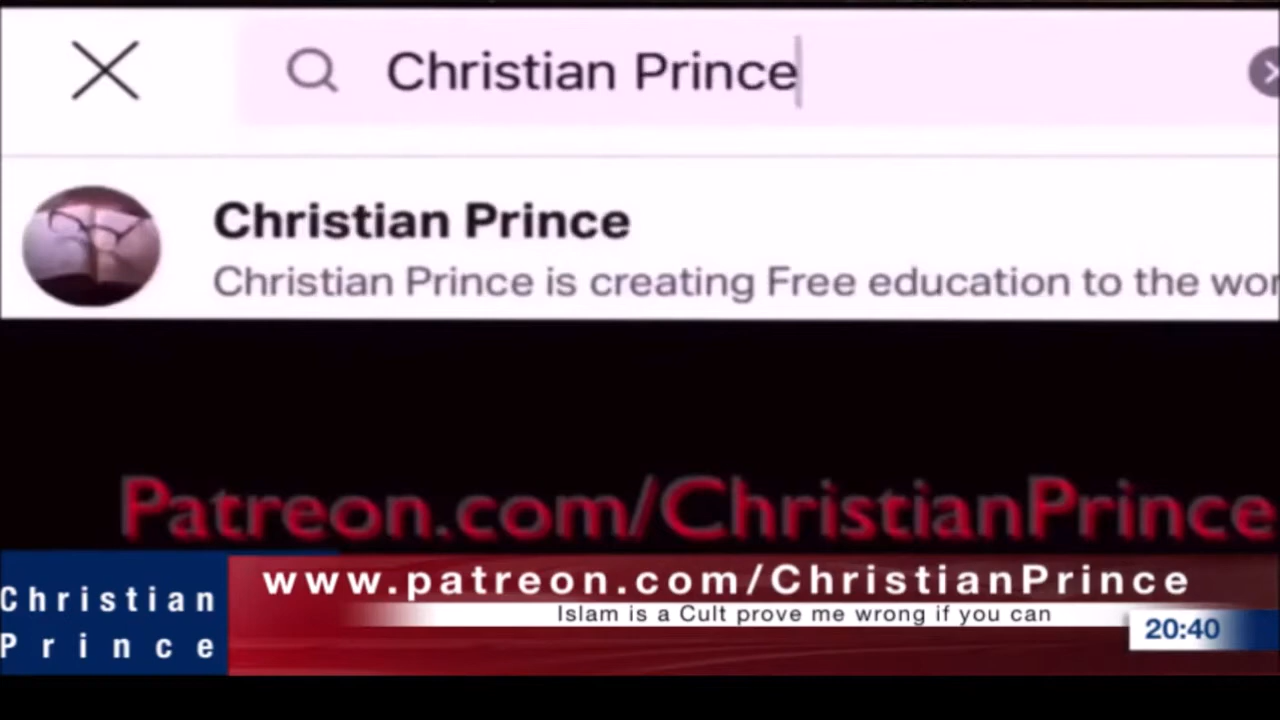 Christian Prince
Christian Prince
Christian Prince is creating Free education to the wor
Patreon.com/ChristianPrince
www.patreon.com/ChristianPrince
Islam is a Cult prove me wrong if you can
Christian
Prince
20:40